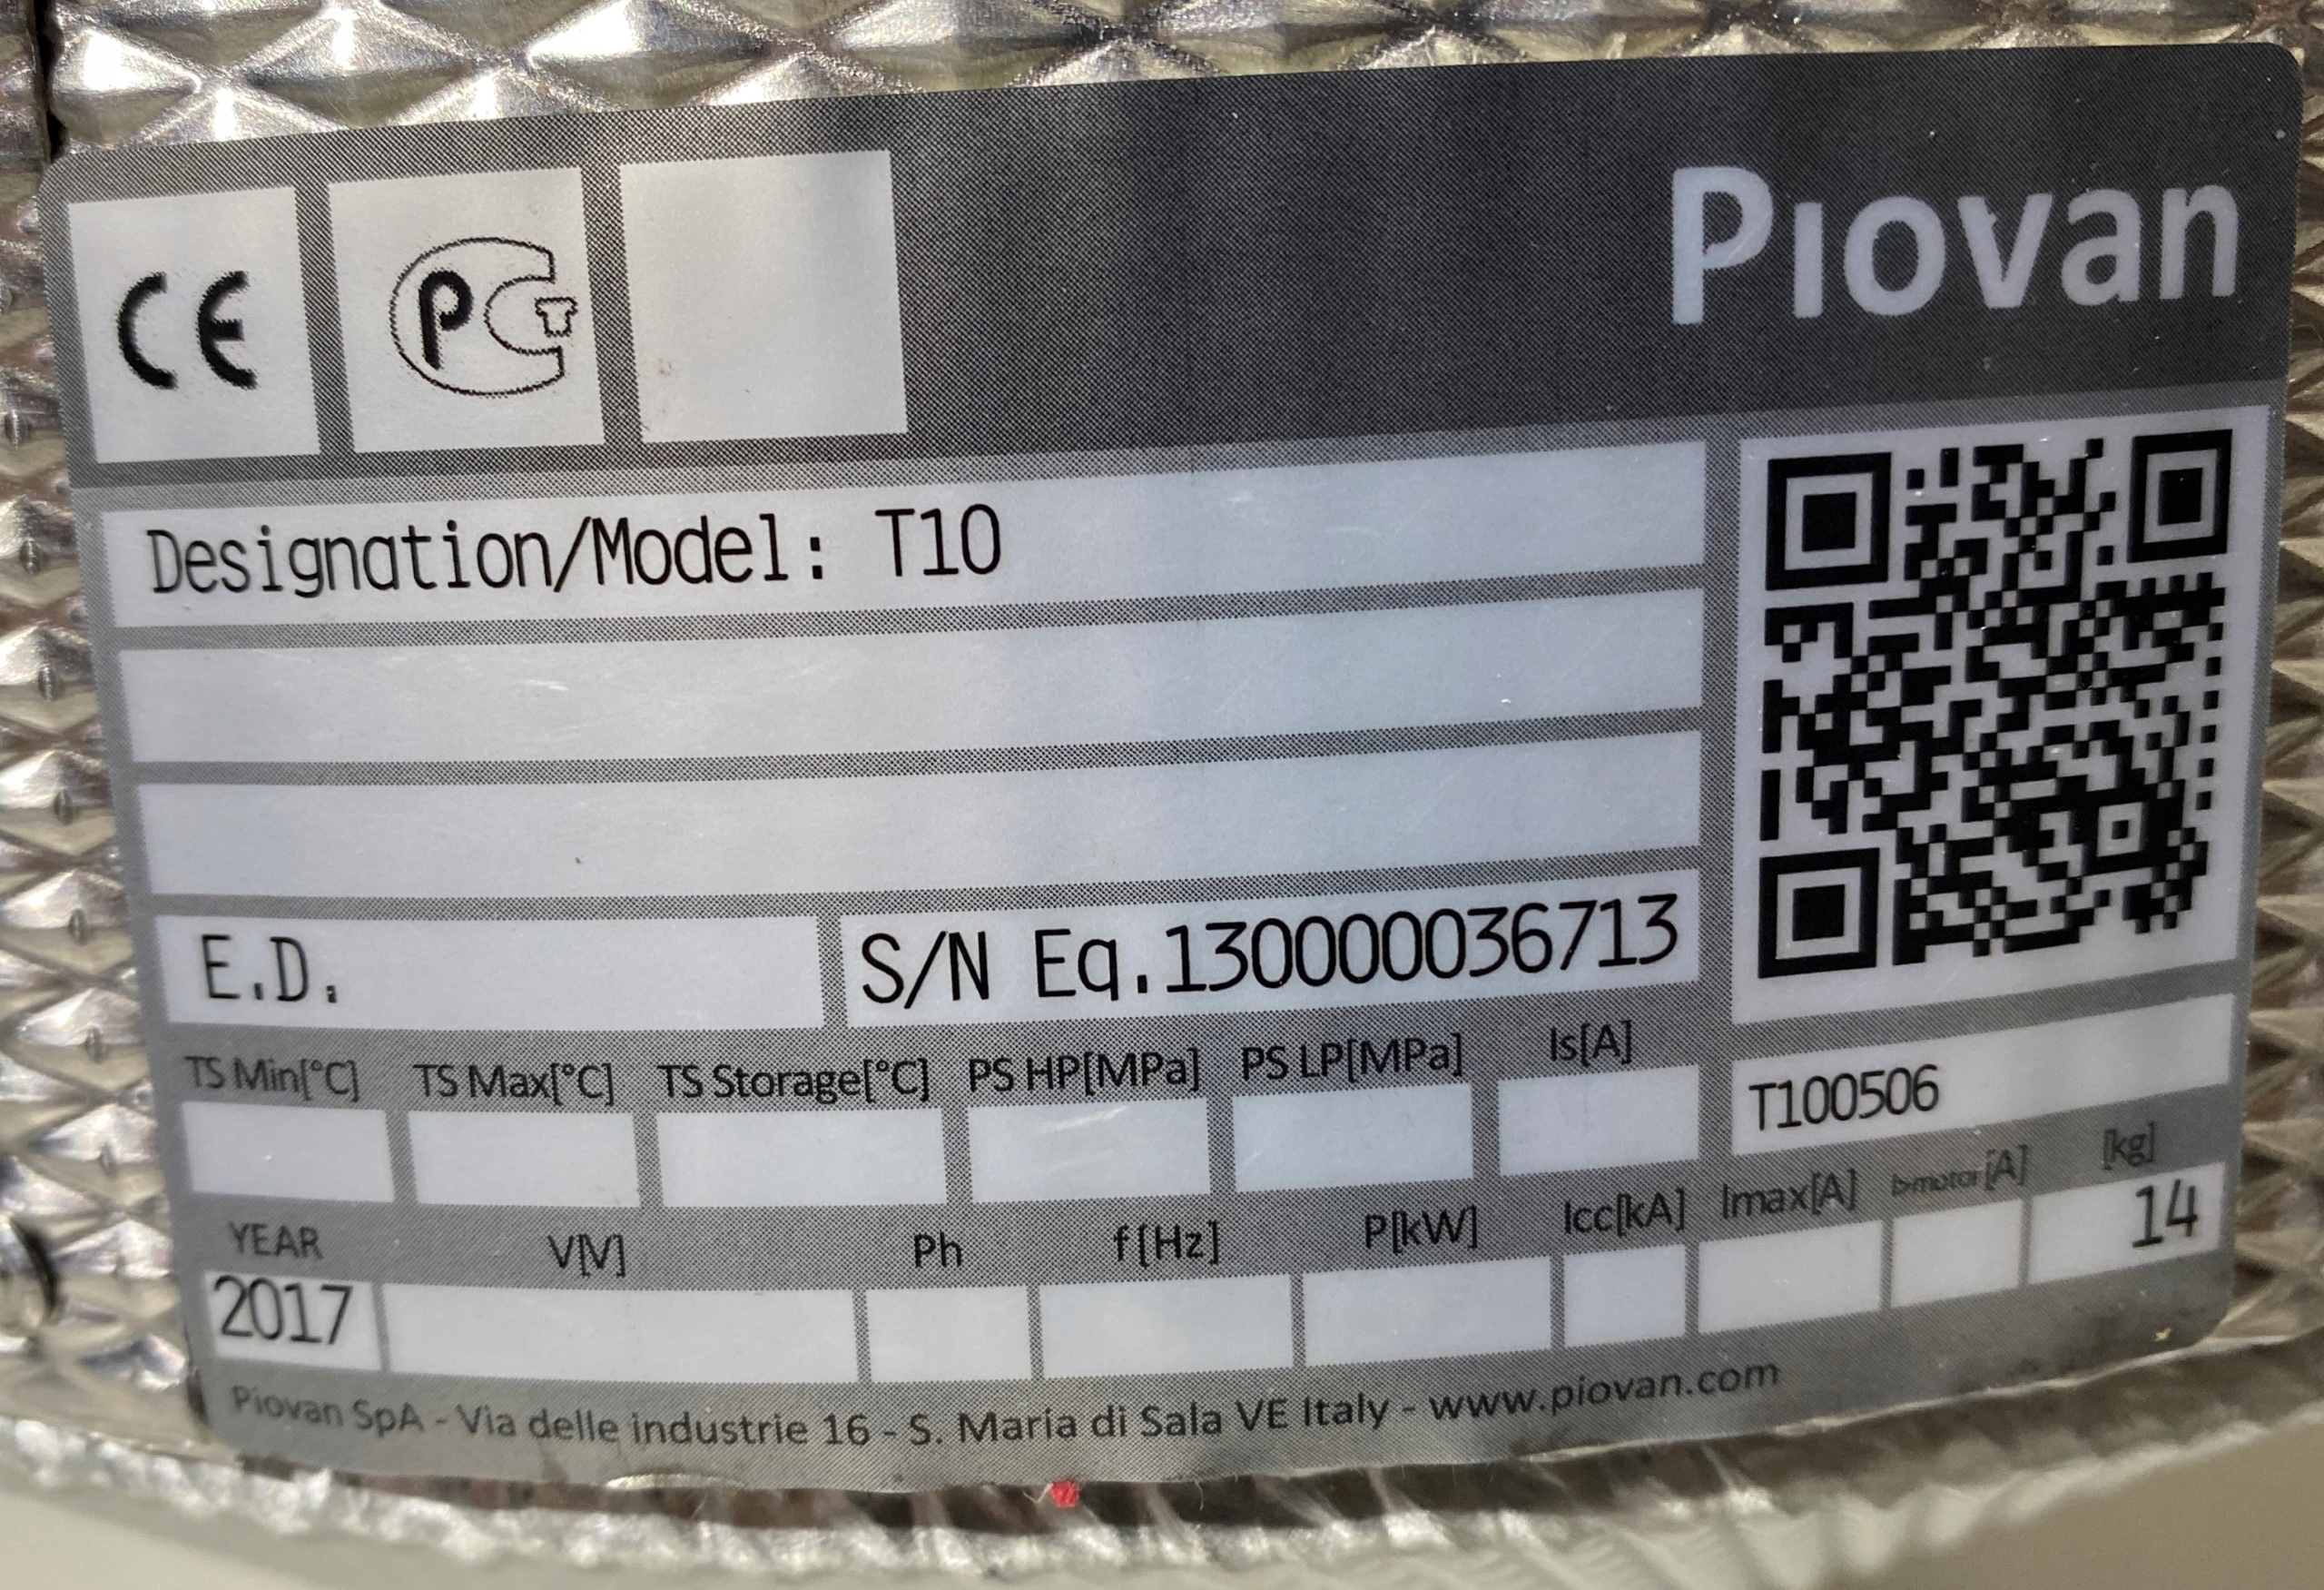 CE
PCT
Piovan
Designation/Model: T10
E.D.
S/N Eq.130000036713
TS Min[°C] TS Max[°C] TS Storage[°C] PS HP[MPa] PS LP[MPa] Is[A]
T100506
YEAR V[V] Ph f[Hz] P[kW] Icc[kA] Imax[A] b-motor[A] [kg]
2017 14
Piovan SpA - Via delle industrie 16 - S. Maria di Sala VE Italy - www.piovan.com